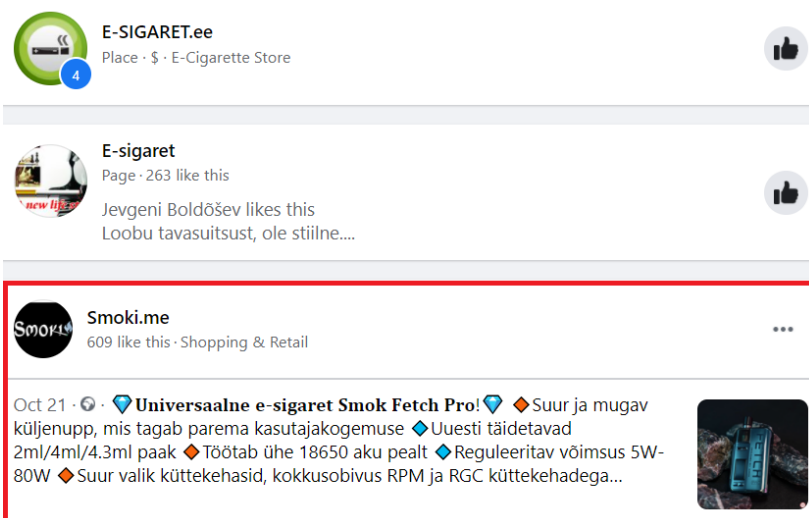 E-SIGARET.ee
Place · $ · E-Cigarette Store
4
E-sigaret
Page · 263 like this
new life
Jevgeni Boldõšev likes this
Loobu tavasuitsust, ole stiilne....
Smoki
Smoki.me
609 like this · Shopping & Retail
Oct 21 · 🌎 · 💎Universaalne e-sigaret Smok Fetch Pro!💎 🔶Suur ja mugav
küljenupp, mis tagab parema kasutajakogemuse 🔷Uuesti täidetavad
2ml/4ml/4.3ml paak 🔶Töötab ühe 18650 aku pealt 🔷Reguleeritav võimsus 5W-
80W 🔶Suur valik küttekehasid, kokkusobivus RPM ja RGC küttekehadega...